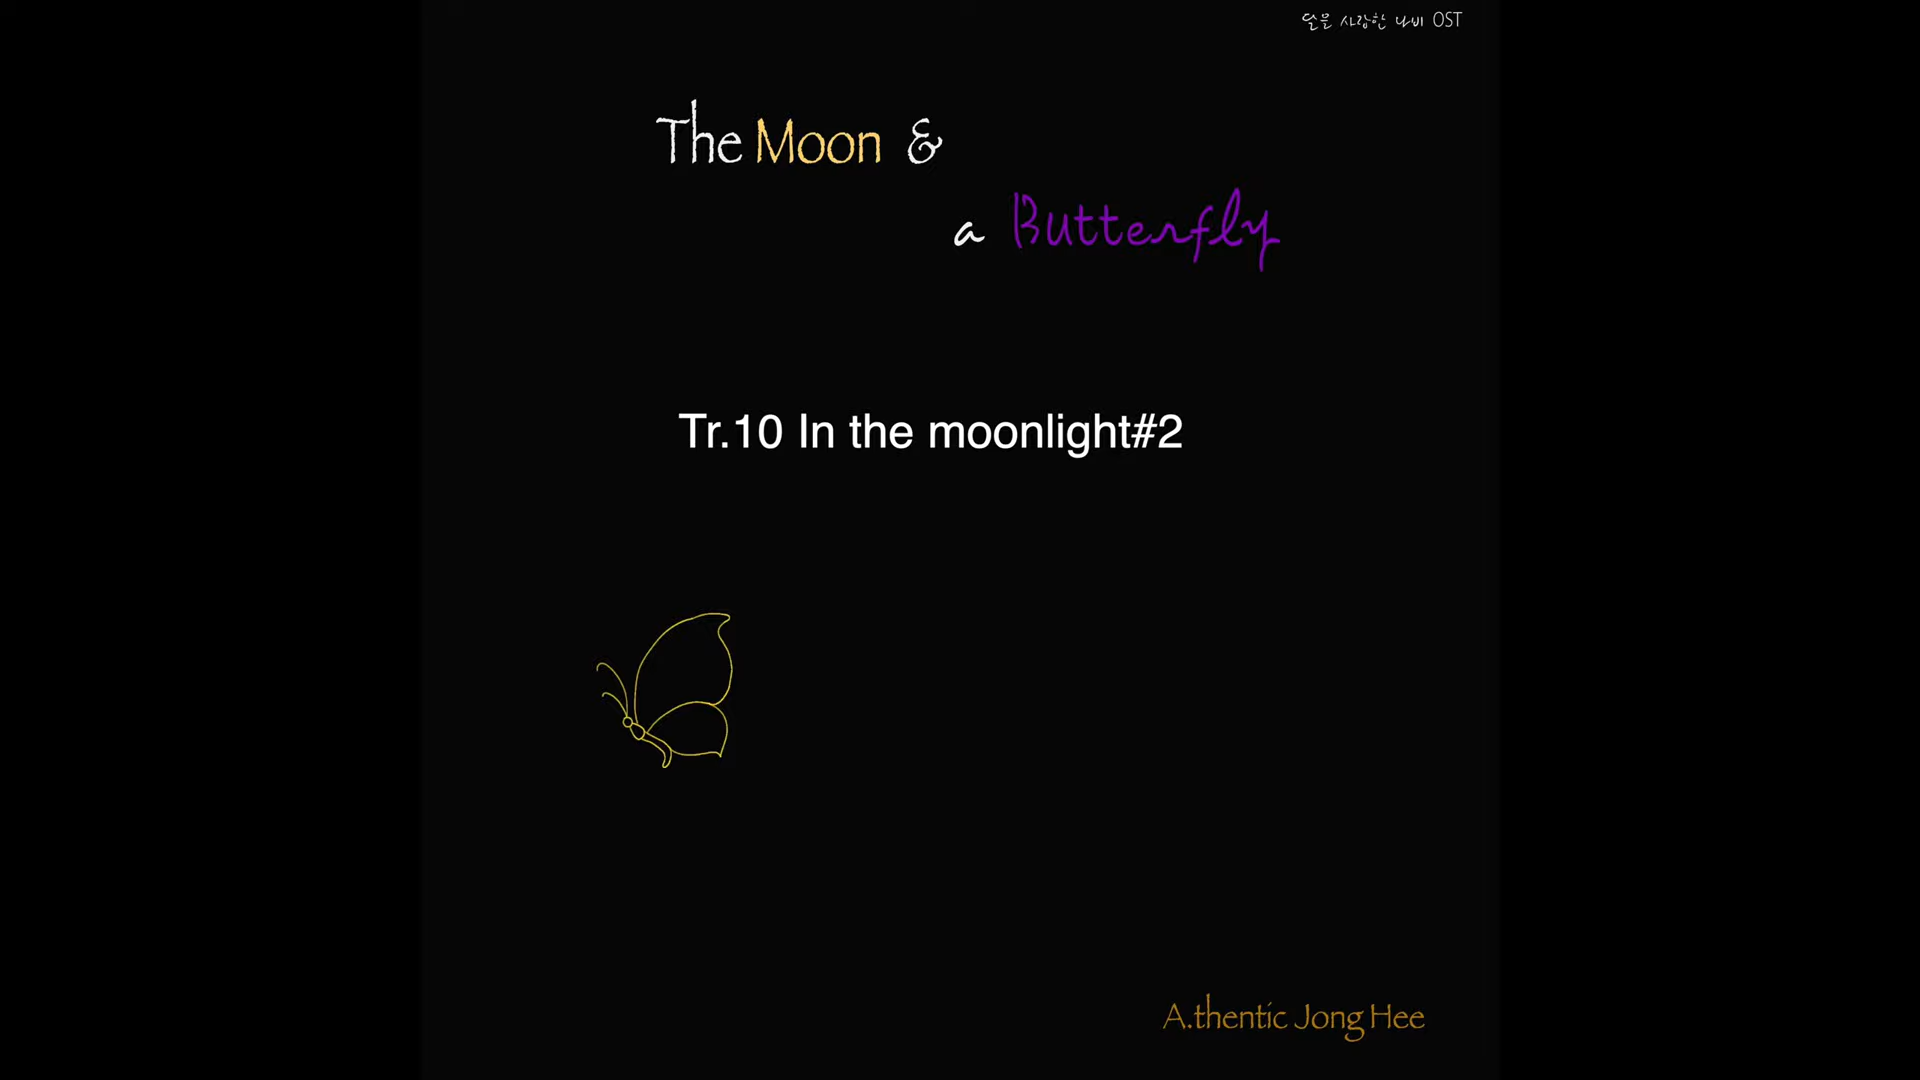 달을 사랑한 나비 OST
The Moon &
a Butterfly
Tr.10 In the moonlight#2
A.thentic Jong Hee